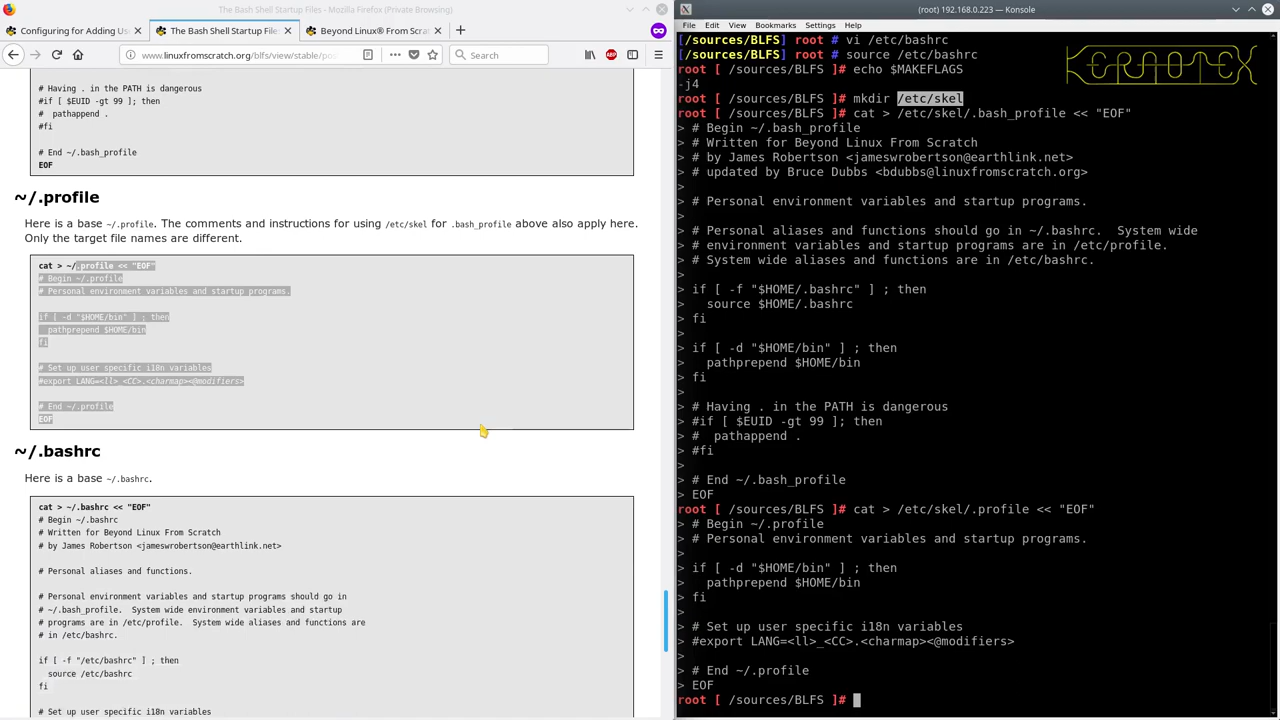 The Bash Shell Startup Files - Mozilla Firefox (Private Browsing)
Configuring for Adding Us
The Bash Shell Startup File
Beyond Linux® From Scratc
www.linuxfromscratch.org/blfs/view/stable/pos
Search
# Having . in the PATH is dangerous
#if [ $EUID -gt 99 ]; then
#  pathappend .
#fi
# End ~/.bash_profile
EOF
~/.profile
Here is a base ~/.profile. The comments and instructions for using /etc/skel for .bash_profile above also apply here.
Only the target file names are different.
cat > ~/.profile << "EOF"
# Begin ~/.profile
# Personal environment variables and startup programs.
if [ -d "$HOME/bin" ] ; then
  pathprepend $HOME/bin
fi
# Set up user specific i18n variables
#export LANG=<ll>_<CC>.<charmap><@modifiers>
# End ~/.profile
EOF
~/.bashrc
Here is a base ~/.bashrc.
cat > ~/.bashrc << "EOF"
# Begin ~/.bashrc
# Written for Beyond Linux From Scratch
# by James Robertson <jameswrobertson@earthlink.net>
# Personal aliases and functions.
# Personal environment variables and startup programs should go in
# ~/.bash_profile.  System wide environment variables and startup
# programs are in /etc/profile.  System wide aliases and functions are
# in /etc/bashrc.
if [ -f "/etc/bashrc" ] ; then
  source /etc/bashrc
fi
# Set up user specific i18n variables
(root) 192.168.0.223 — Konsole
File Edit View Bookmarks Settings Help
[/sources/BLFS] root # vi /etc/bashrc
[/sources/BLFS] root # source /etc/bashrc
root [ /sources/BLFS ]# echo $MAKEFLAGS
-j4
root [ /sources/BLFS ]# mkdir /etc/skel
root [ /sources/BLFS ]# cat > /etc/skel/.bash_profile << "EOF"
> # Begin ~/.bash_profile
> # Written for Beyond Linux From Scratch
> # by James Robertson <jameswrobertson@earthlink.net>
> # updated by Bruce Dubbs <bdubbs@linuxfromscratch.org>
>
> # Personal environment variables and startup programs.
>
> # Personal aliases and functions should go in ~/.bashrc.  System wide
> # environment variables and startup programs are in /etc/profile.
> # System wide aliases and functions are in /etc/bashrc.
>
> if [ -f "$HOME/.bashrc" ] ; then
>   source $HOME/.bashrc
> fi
>
> if [ -d "$HOME/bin" ] ; then
>   pathprepend $HOME/bin
> fi
>
> # Having . in the PATH is dangerous
> #if [ $EUID -gt 99 ]; then
> #  pathappend .
> #fi
>
> # End ~/.bash_profile
> EOF
root [ /sources/BLFS ]# cat > /etc/skel/.profile << "EOF"
> # Begin ~/.profile
> # Personal environment variables and startup programs.
>
> if [ -d "$HOME/bin" ] ; then
>   pathprepend $HOME/bin
> fi
>
> # Set up user specific i18n variables
> #export LANG=<ll>_<CC>.<charmap><@modifiers>
>
> # End ~/.profile
> EOF
root [ /sources/BLFS ]#